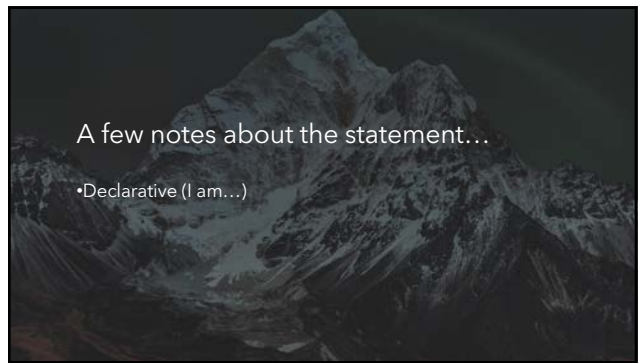 A few notes about the statement…
•Declarative (I am…)